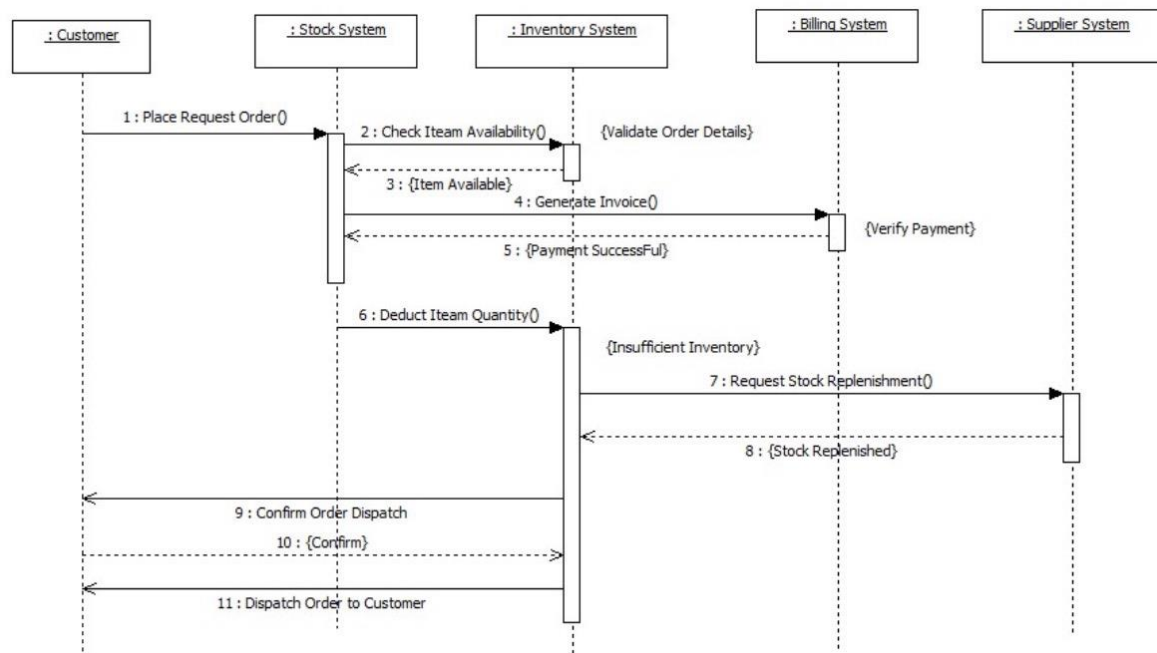 : Customer
: Stock System
: Inventory System
: Billing System
: Supplier System
1 : Place Request Order()
2 : Check Iteam Availability()
{Validate Order Details}
3 : {Item Available}
4 : Generate Invoice()
{Verify Payment}
5 : {Payment SuccessFul}
6 : Deduct Iteam Quantity()
{Insufficient Inventory}
7 : Request Stock Replenishment()
8 : {Stock Replenished}
9 : Confirm Order Dispatch
10 : {Confirm}
11 : Dispatch Order to Customer